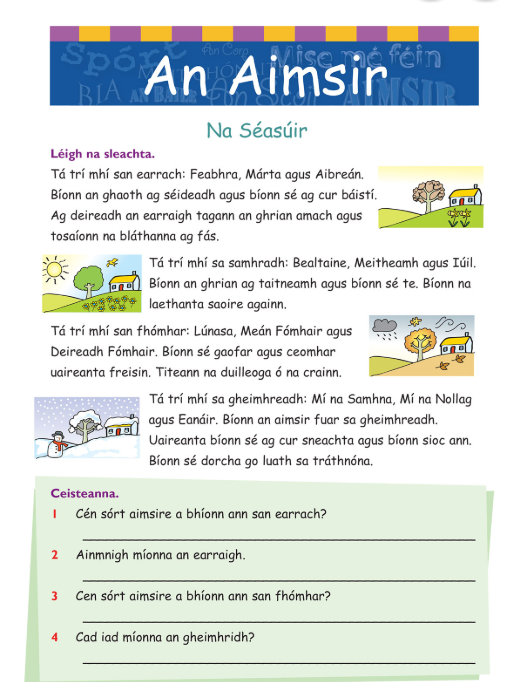 An Aimsir
Na Séasúir
Léigh na sleachta.
Tá trí mhí san earrach: Feabhra, Márta agus Aibreán.
Bíonn an ghaoth ag séideadh agus bíonn sé ag cur báistí.
Ag deireadh an earraigh tagann an ghrian amach agus
tosaíonn na bláthanna ag fás.
Tá trí mhí sa samhradh: Bealtaine, Meitheamh agus Iúil.
Bíonn an ghrian ag taitneamh agus bíonn sé te. Bíonn na
laethanta saoire againn.
Tá trí mhí san fhómhar: Lúnasa, Meán Fómhair agus
Deireadh Fómhair. Bíonn sé gaofar agus ceomhar
uaireanta freisin. Titeann na duilleoga ó na crainn.
Tá trí mhí sa gheimhreadh: Mí na Samhna, Mí na Nollag
agus Eanáir. Bíonn an aimsir fuar sa gheimhreadh.
Uaireanta bíonn sé ag cur sneachta agus bíonn sioc ann.
Bíonn sé dorcha go luath sa tráthnóna.
Ceisteanna.
1 Cén sórt aimsire a bhíonn ann san earrach?
2 Ainmnigh míonna an earraigh.
3 Cen sórt aimsire a bhíonn ann san fhómhar?
4 Cad iad míonna an gheimhridh?